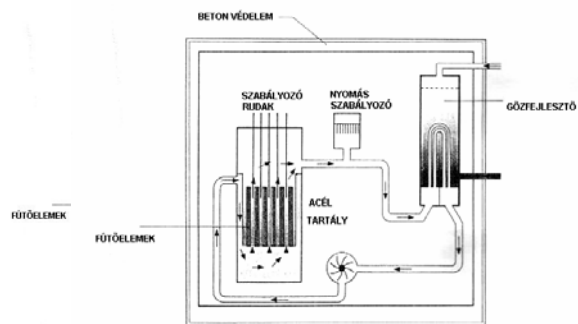 BETON VÉDELEM
SZABÁLYOZÓ
RUDAK
NYOMÁS
SZABÁLYOZÓ
GŐZFEJLESZTŐ
ACÉL
TARTÁLY
FŰTŐELEMEK
FŰTŐELEMEK